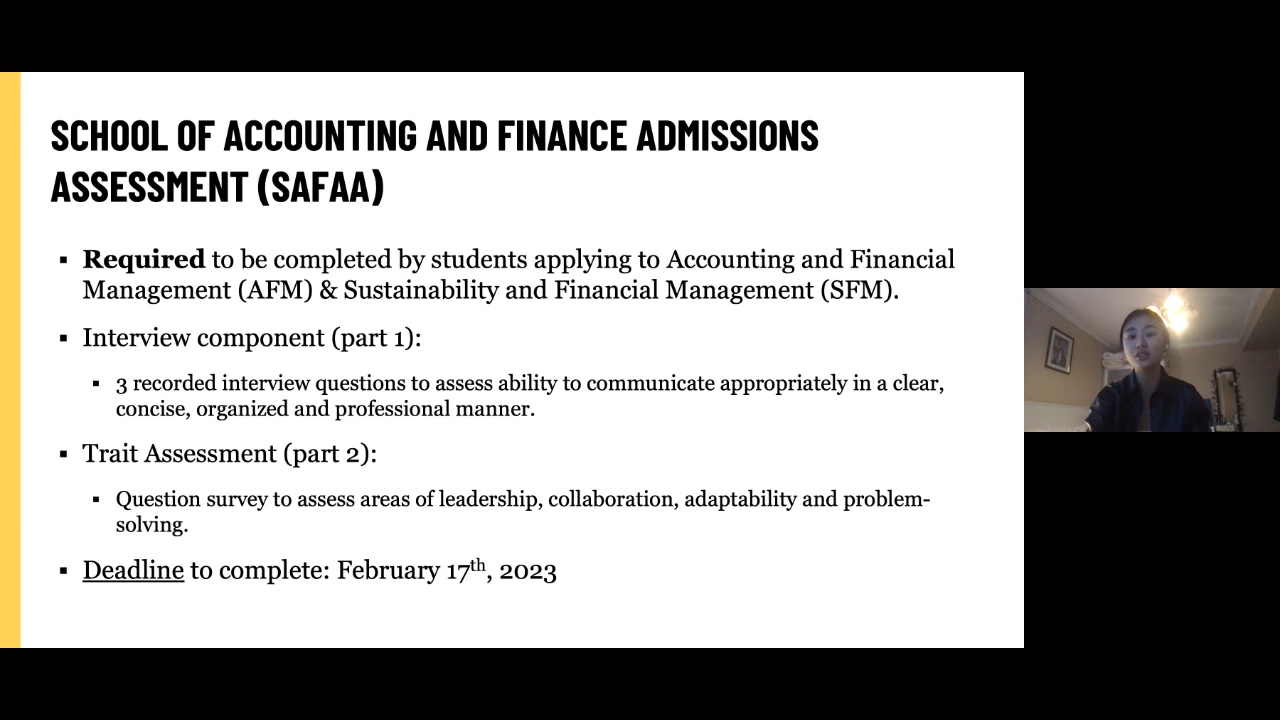 SCHOOL OF ACCOUNTING AND FINANCE ADMISSIONS
ASSESSMENT (SAFAA)
▪ Required to be completed by students applying to Accounting and Financial
Management (AFM) & Sustainability and Financial Management (SFM).
▪ Interview component (part 1):
▪ 3 recorded interview questions to assess ability to communicate appropriately in a clear,
concise, organized and professional manner.
▪ Trait Assessment (part 2):
▪ Question survey to assess areas of leadership, collaboration, adaptability and problem-
solving.
▪ Deadline to complete: February 17th, 2023